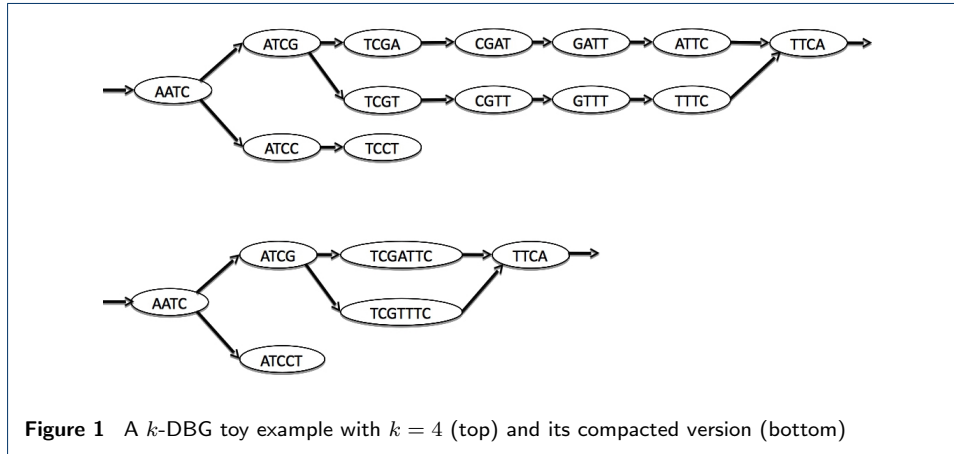 ATCG TCGA CGAT GATT ATTC TTCA
AATC
TCGT CGTT GTTT TTTC
ATCC TCCT
ATCG TCGATTC TTCA
AATC
TCGTTTC
ATCCT
Figure 1 A k-DBG toy example with k = 4 (top) and its compacted version (bottom)